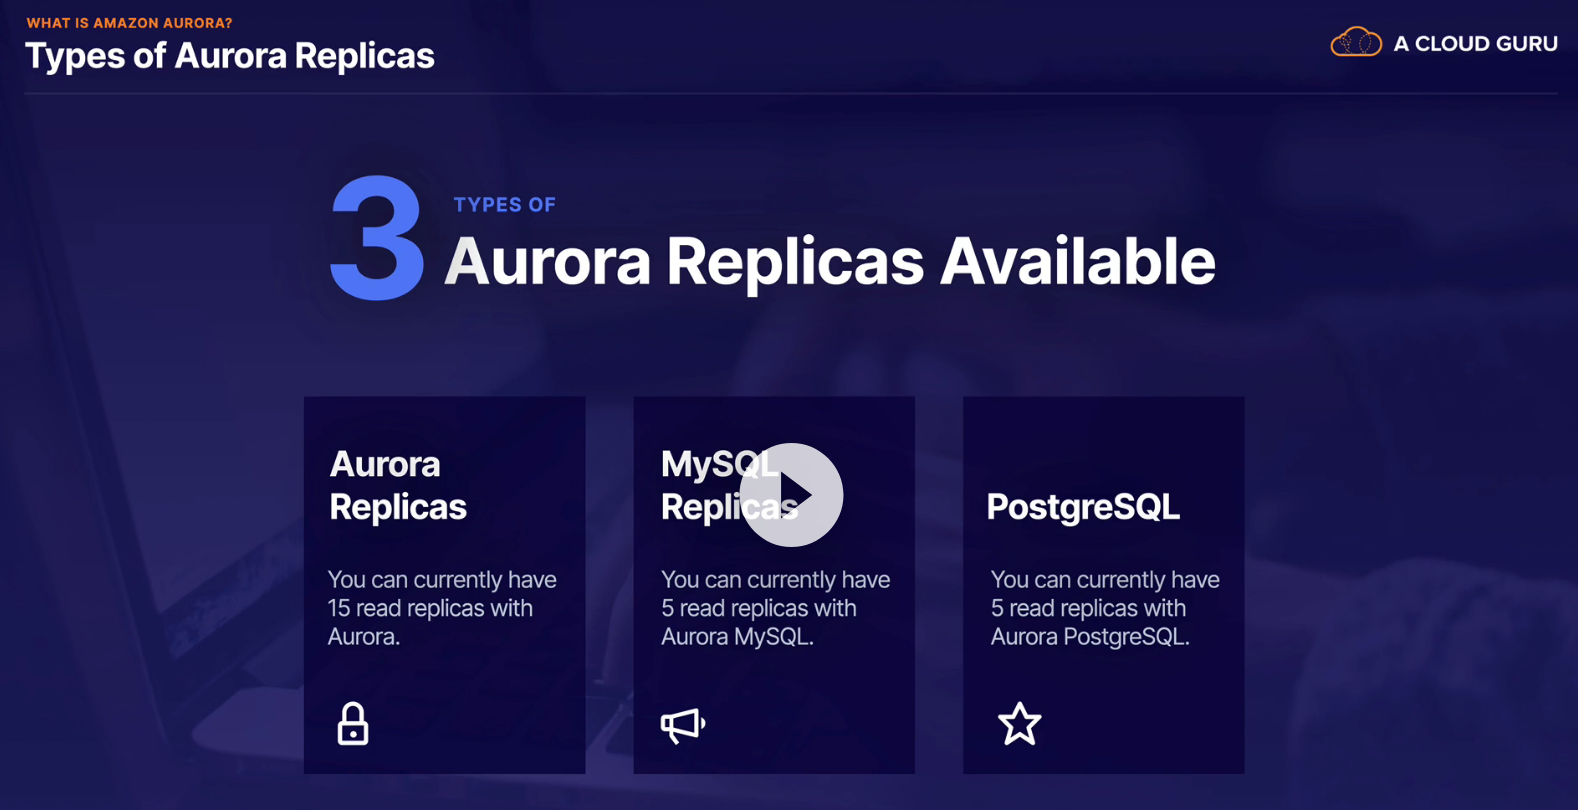 WHAT IS AMAZON AURORA?
Types of Aurora Replicas
A CLOUD GURU
3
TYPES OF
Aurora Replicas Available
Aurora
Replicas
You can currently have
15 read replicas with
Aurora.
MySQL
Replicas
You can currently have
5 read replicas with
Aurora MySQL.
PostgreSQL
You can currently have
5 read replicas with
Aurora PostgreSQL.